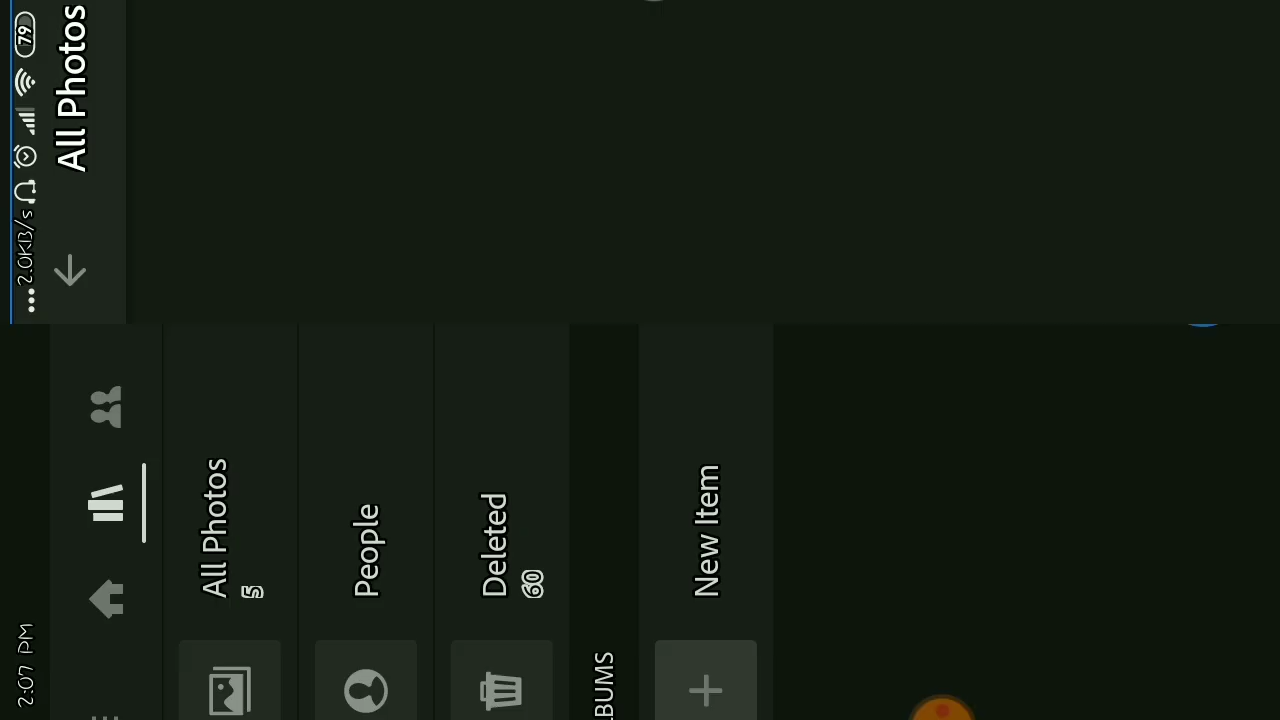 2:07 PM
...2.0KB/s
79
All Photos
All Photos
5
People
Deleted
60
LBUMS
New Item